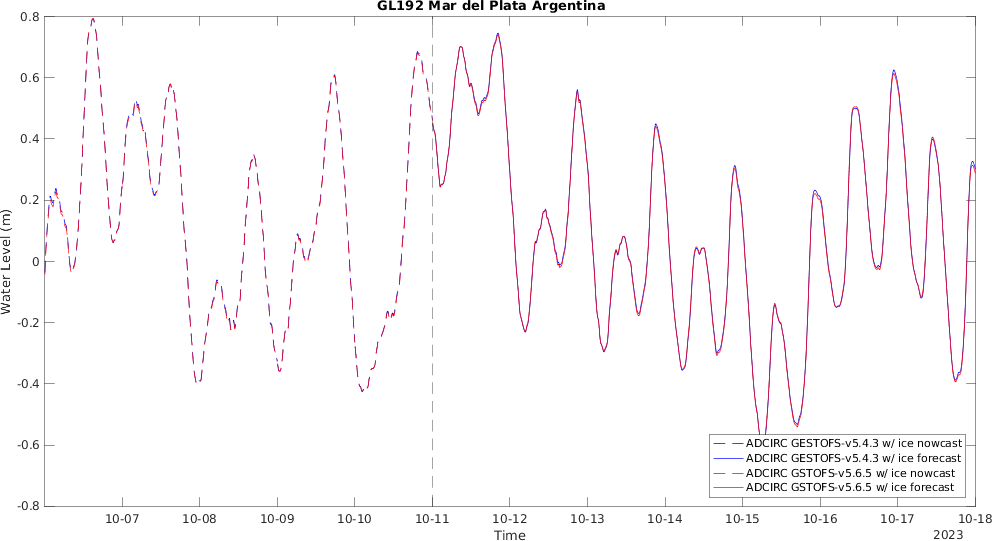 GL192 Mar del Plata Argentina
0.8
0.6
0.4
0.2
0
-0.2
-0.4
-0.6
-0.8
Water Level (m)
ADCIRC GESTOFS-v5.4.3 w/ ice nowcast
ADCIRC GESTOFS-v5.4.3 w/ ice forecast
ADCIRC GSTOFS-v5.6.5 w/ ice nowcast
ADCIRC GSTOFS-v5.6.5 w/ ice forecast
10-07 10-08 10-09 10-10 10-11 10-12 10-13 10-14 10-15 10-16 10-17 10-18
Time
2023